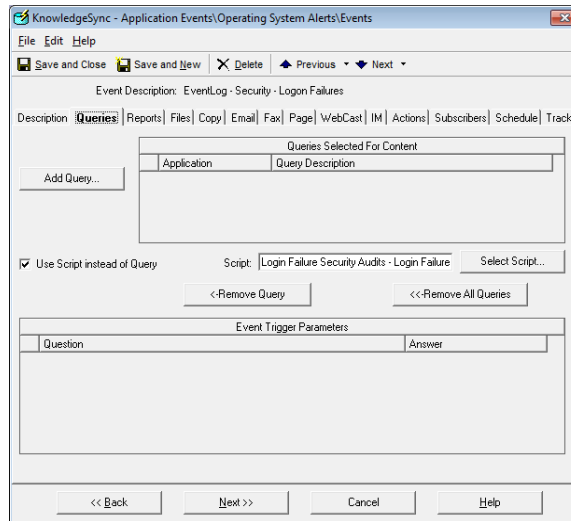 KnowledgeSync - Application Events\Operating System Alerts\Events
File Edit Help
Save and Close Save and New Delete Previous Next
Event Description: EventLog - Security - Logon Failures
Description Queries Reports Files Copy Email Fax Page WebCast IM Actions Subscribers Schedule Track
Queries Selected For Content
Application Query Description
Add Query...
Use Script instead of Query Script: Login Failure Security Audits - Login Failure Select Script...
<-Remove Query <<-Remove All Queries
Event Trigger Parameters
Question Answer
<< Back Next >> Cancel Help